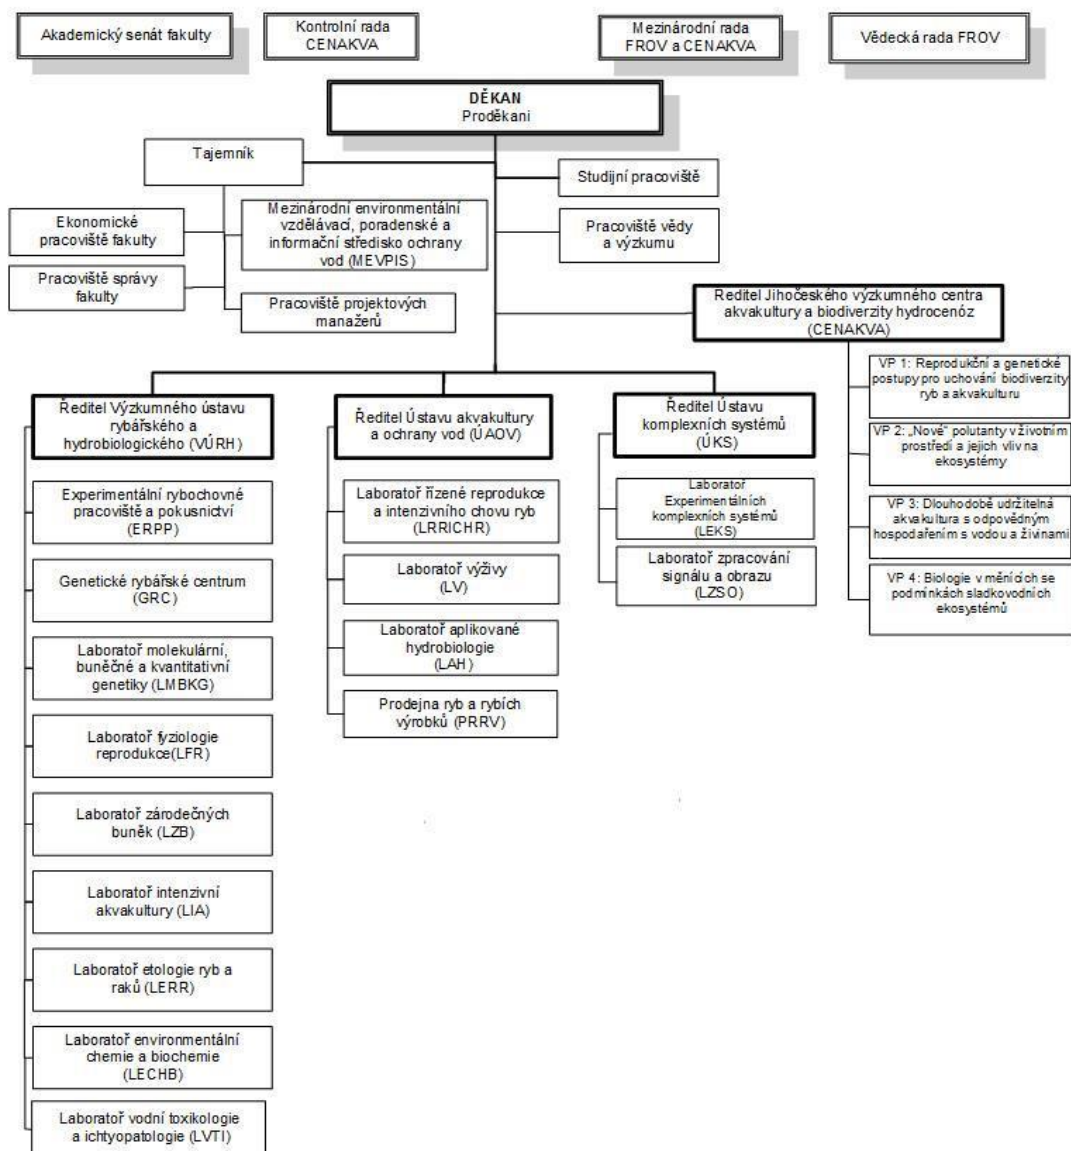 Akademický senát fakulty
Kontrolní rada
CENAKVA
Mezinárodní rada
FROV a CENAKVA
Vědecká rada FROV
DĚKAN
Proděkani
Tajemník
Studijní pracoviště
Ekonomické
pracoviště fakulty
Mezinárodní environmentální
vzdělávací, poradenské a
informační středisko ochrany
vod (MEVPIS)
Pracoviště vědy
a výzkumu
Pracoviště správy
fakulty
Pracoviště projektových
manažerů
Reditel Jihočeského výzkumného centra
akvakultury a biodiverzity hydrocenóz
(CENAKVA)
VP 1: Reprodukční a genetické
postupy pro uchování biodiverzity
ryb a akvakulturu
VP 2: „Nové“ polutanty v životním
prostředí a jejich vliv na
ekosystémy
VP 3: Dlouhodobě udržitelná
akvakultura s odpovědným
hospodařením s vodou a živinami
VP 4: Biologie v měnících se
podmínkách sladkovodních
ekosystémů
Ředitel Výzkumného ústavu
rybářského a
hydrobiologického (VÚRH)
Experimentální rybochovné
pracoviště a pokusnictví
(ERPP)
Genetické rybářské centrum
(GRC)
Laboratoř molekulární,
buněčné a kvantitativní
genetiky (LMBKG)
Laboratoř fyziologie
reprodukce(LFR)
Laboratoř zárodečných
buněk (LZB)
Laboratoř intenzivní
akvakultury (LIA)
Laboratoř etologie ryb a
raků (LERR)
Laboratoř environmentální
chemie a biochemie
(LECHB)
Laboratoř vodní toxikologie
a ichtyopatologie (LVTI)
Ředitel Ústavu akvakultury
a ochrany vod (ÚAOV)
Laboratoř řízené reprodukce
a intenzivního chovu ryb
(LRRICHR)
Laboratoř výživy
(LV)
Laboratoř aplikované
hydrobiologie
(LAH)
Prodejna ryb a rybích
výrobků (PRRV)
Ředitel Ústavu
komplexních systémů
(ÚKS)
Laboratoř
Experimentálních
komplexních systémů
(LEKS)
Laboratoř zpracování
signálu a obrazu
(LZSO)